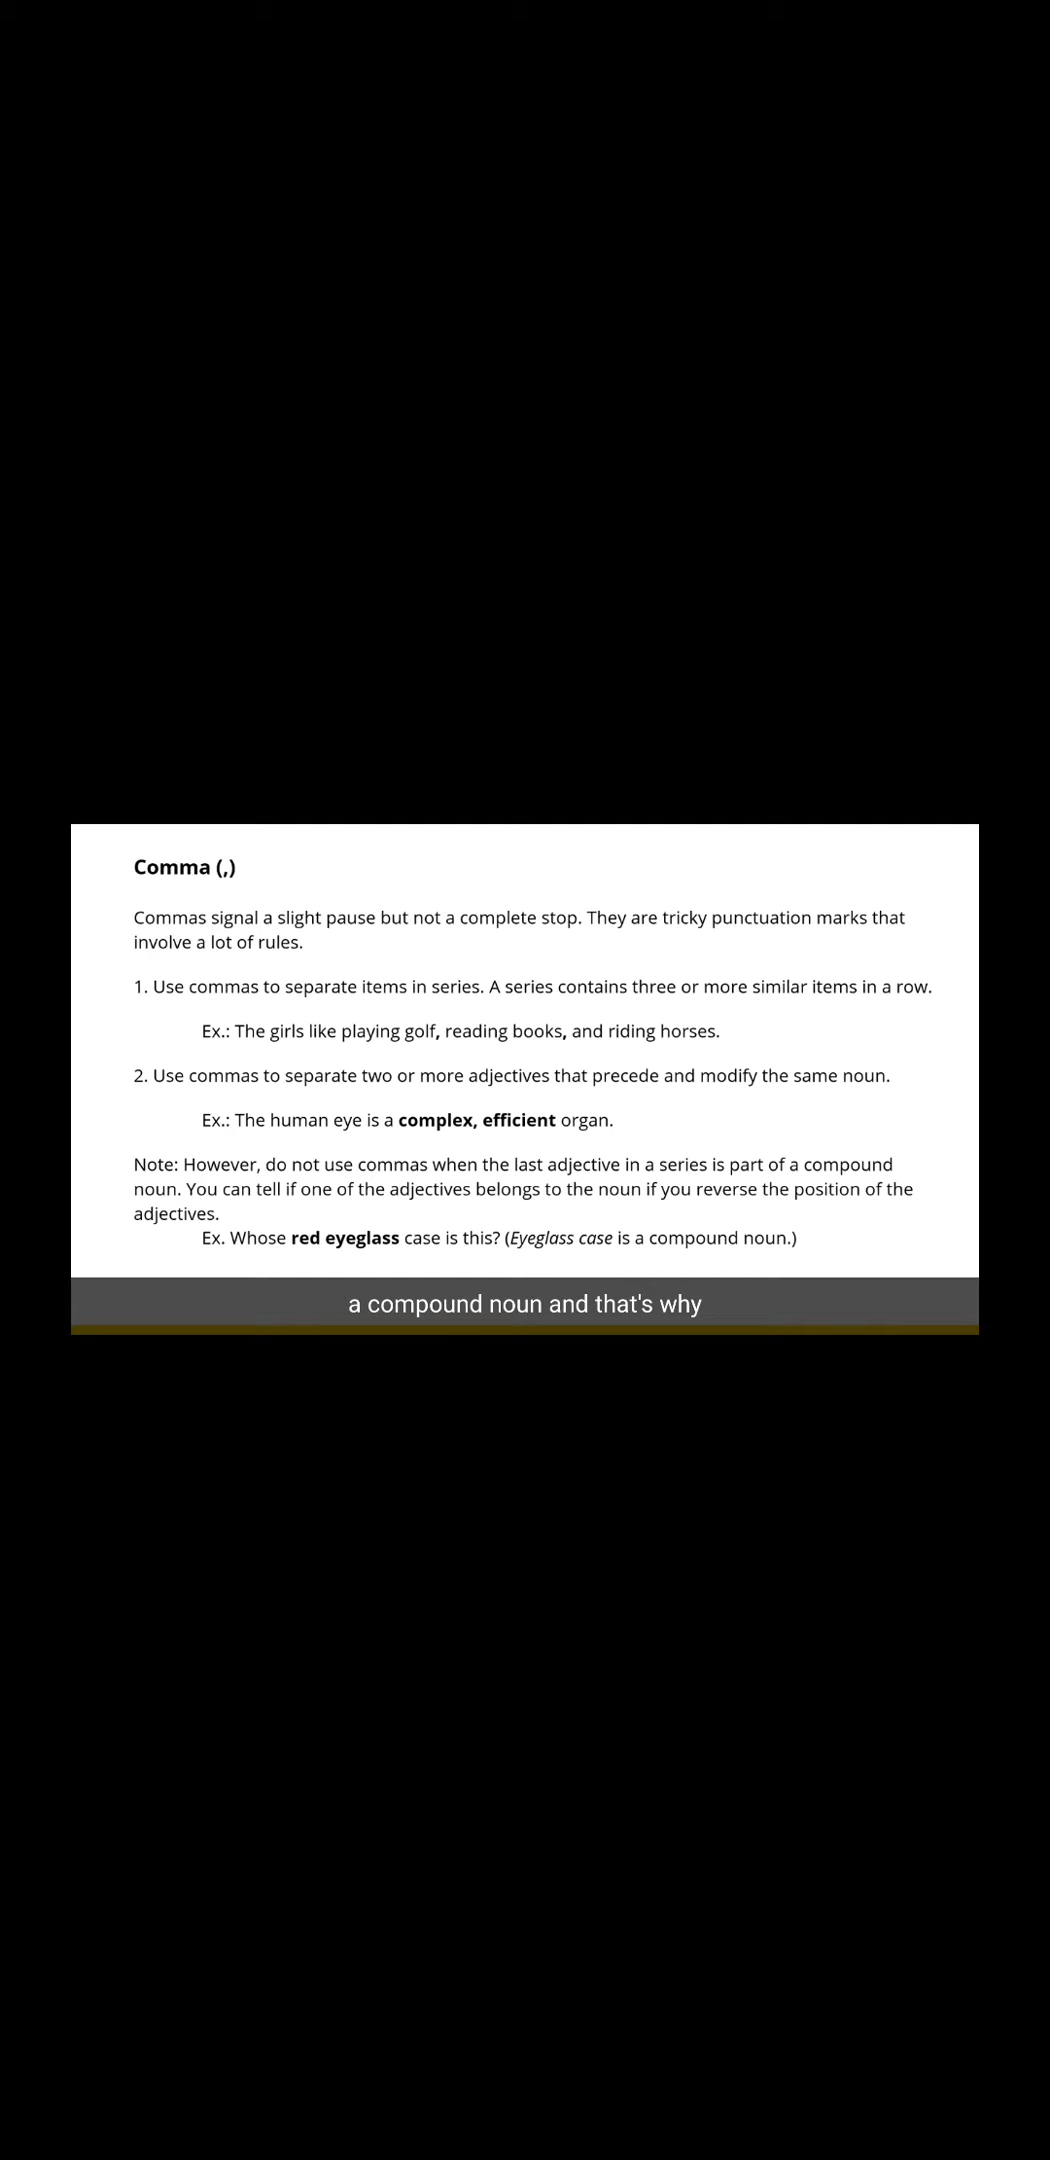 Comma (,)
Commas signal a slight pause but not a complete stop. They are tricky punctuation marks that
involve a lot of rules.
1. Use commas to separate items in series. A series contains three or more similar items in a row.
Ex.: The girls like playing golf, reading books, and riding horses.
2. Use commas to separate two or more adjectives that precede and modify the same noun.
Ex.: The human eye is a complex, efficient organ.
Note: However, do not use commas when the last adjective in a series is part of a compound
noun. You can tell if one of the adjectives belongs to the noun if you reverse the position of the
adjectives.
Ex. Whose red eyeglass case is this? (Eyeglass case is a compound noun.)
a compound noun and that's why